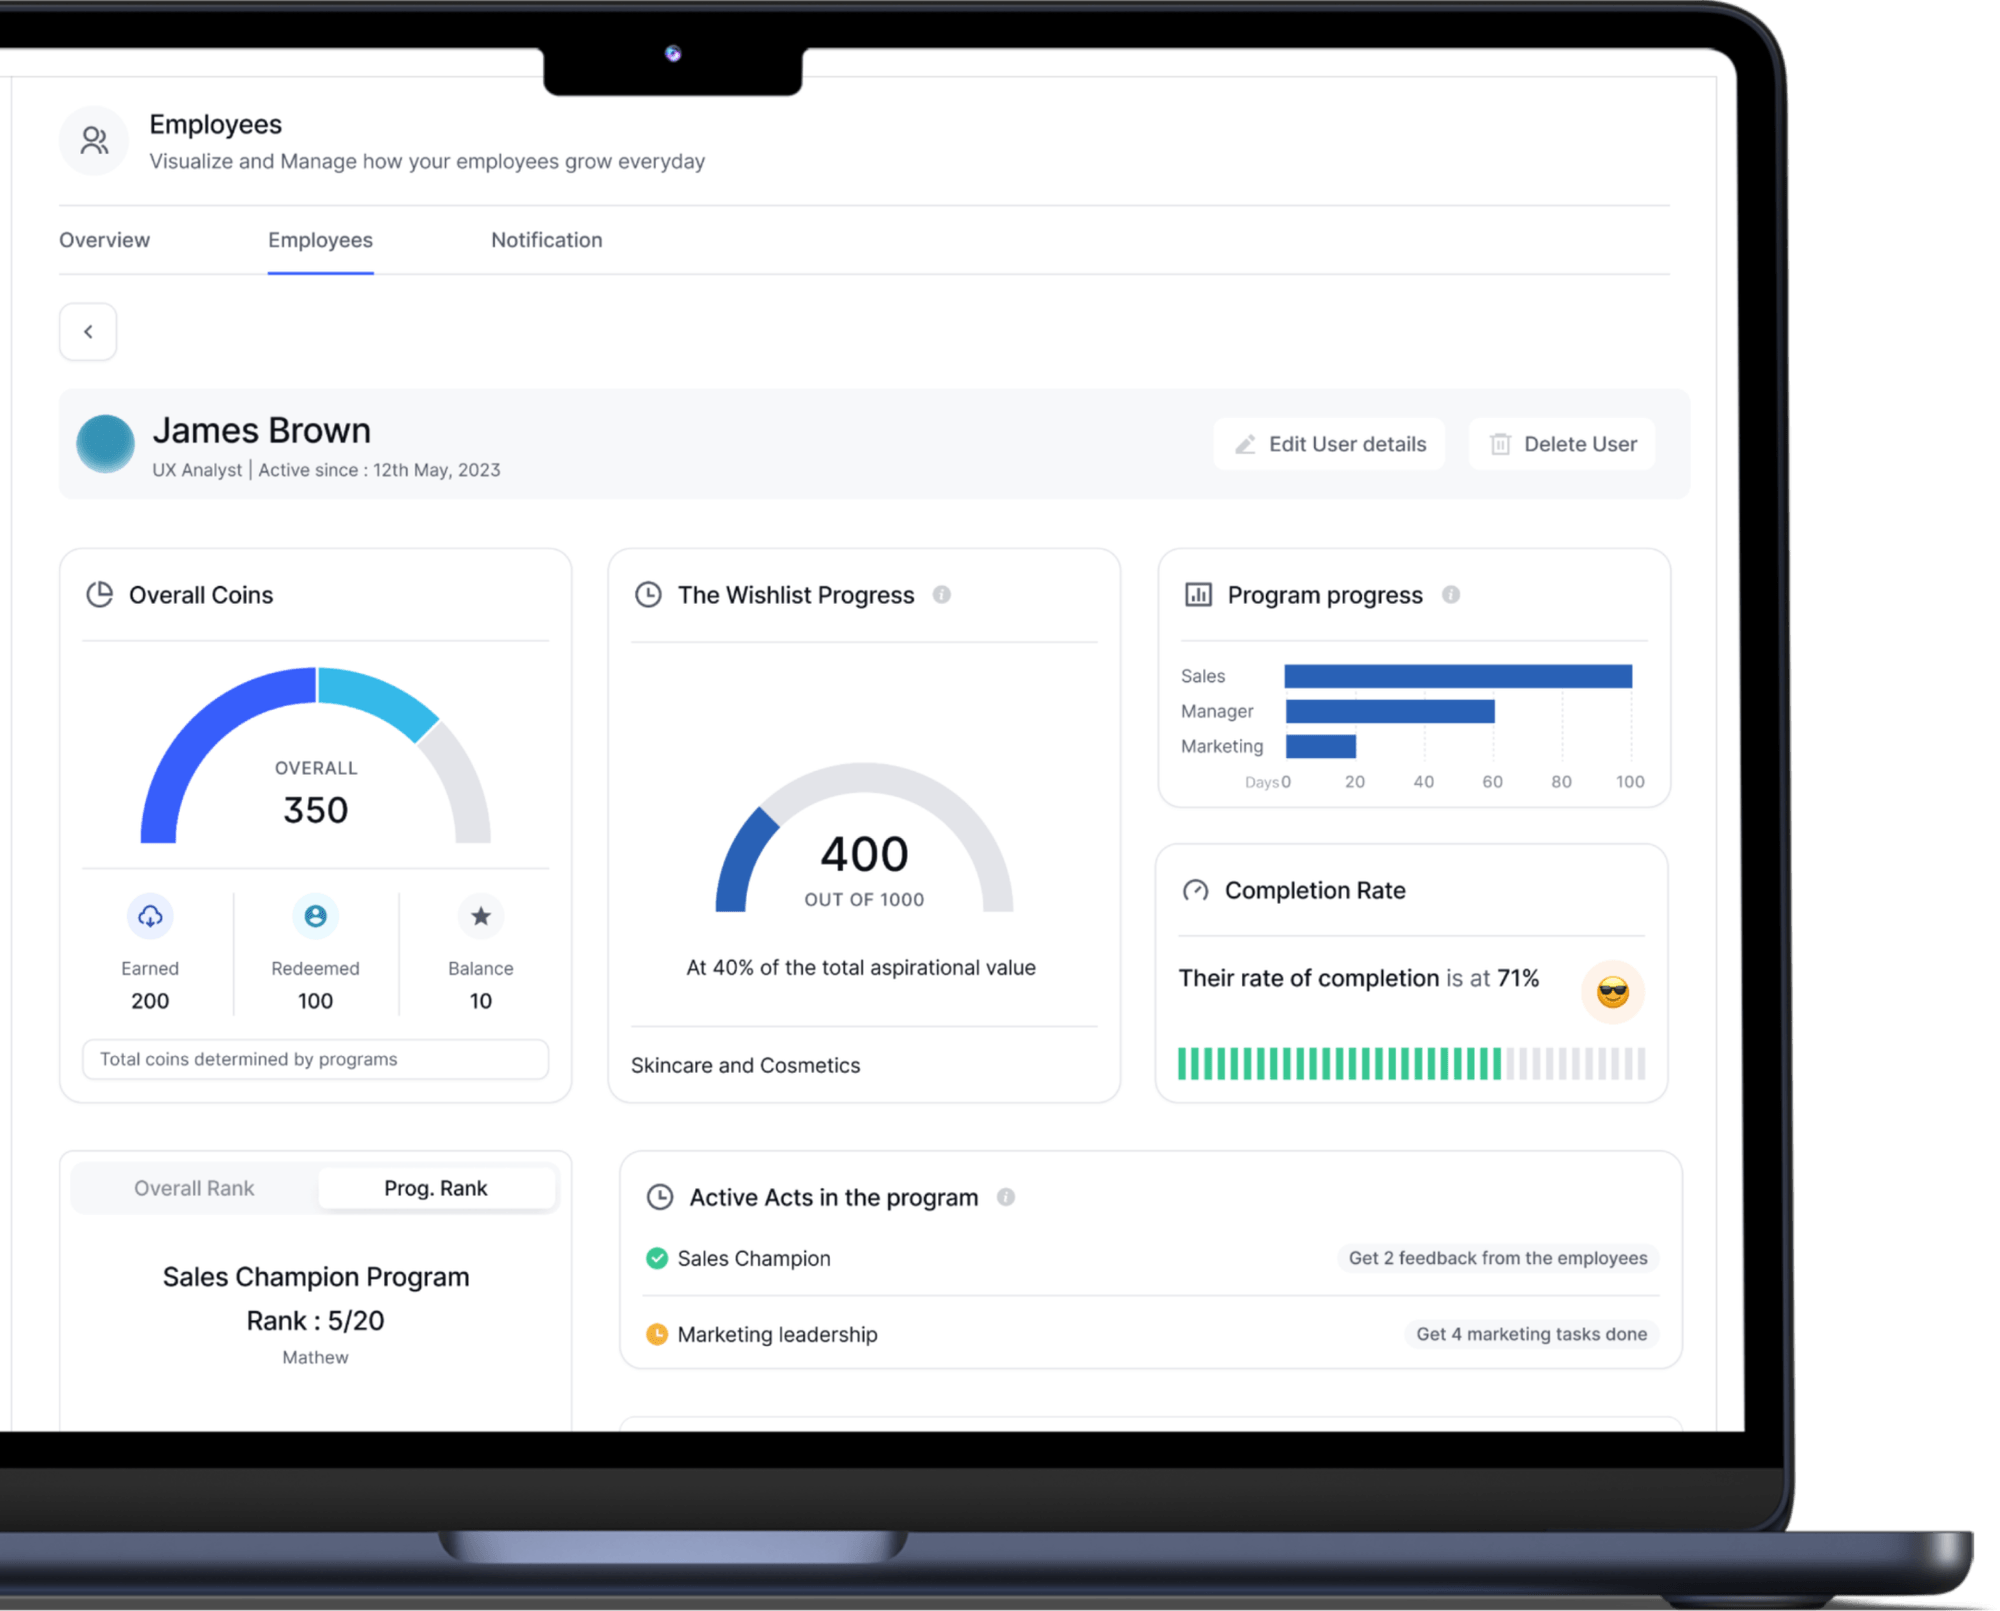 Employees
Visualize and Manage how your employees grow everyday
Overview Employees Notification
James Brown
UX Analyst | Active since : 12th May, 2023
Edit User details
Delete User
Overall Coins
OVERALL
350
Earned Redeemed Balance
200 100 10
Total coins determined by programs
The Wishlist Progress
400
OUT OF 1000
At 40% of the total aspirational value
Skincare and Cosmetics
Program progress
Sales
Manager
Marketing
Days 0 20 40 60 80 100
Completion Rate
Their rate of completion is at 71%
Overall Rank Prog. Rank
Sales Champion Program
Rank : 5/20
Mathew
Active Acts in the program
Sales Champion Get 2 feedback from the employees
Marketing leadership Get 4 marketing tasks done